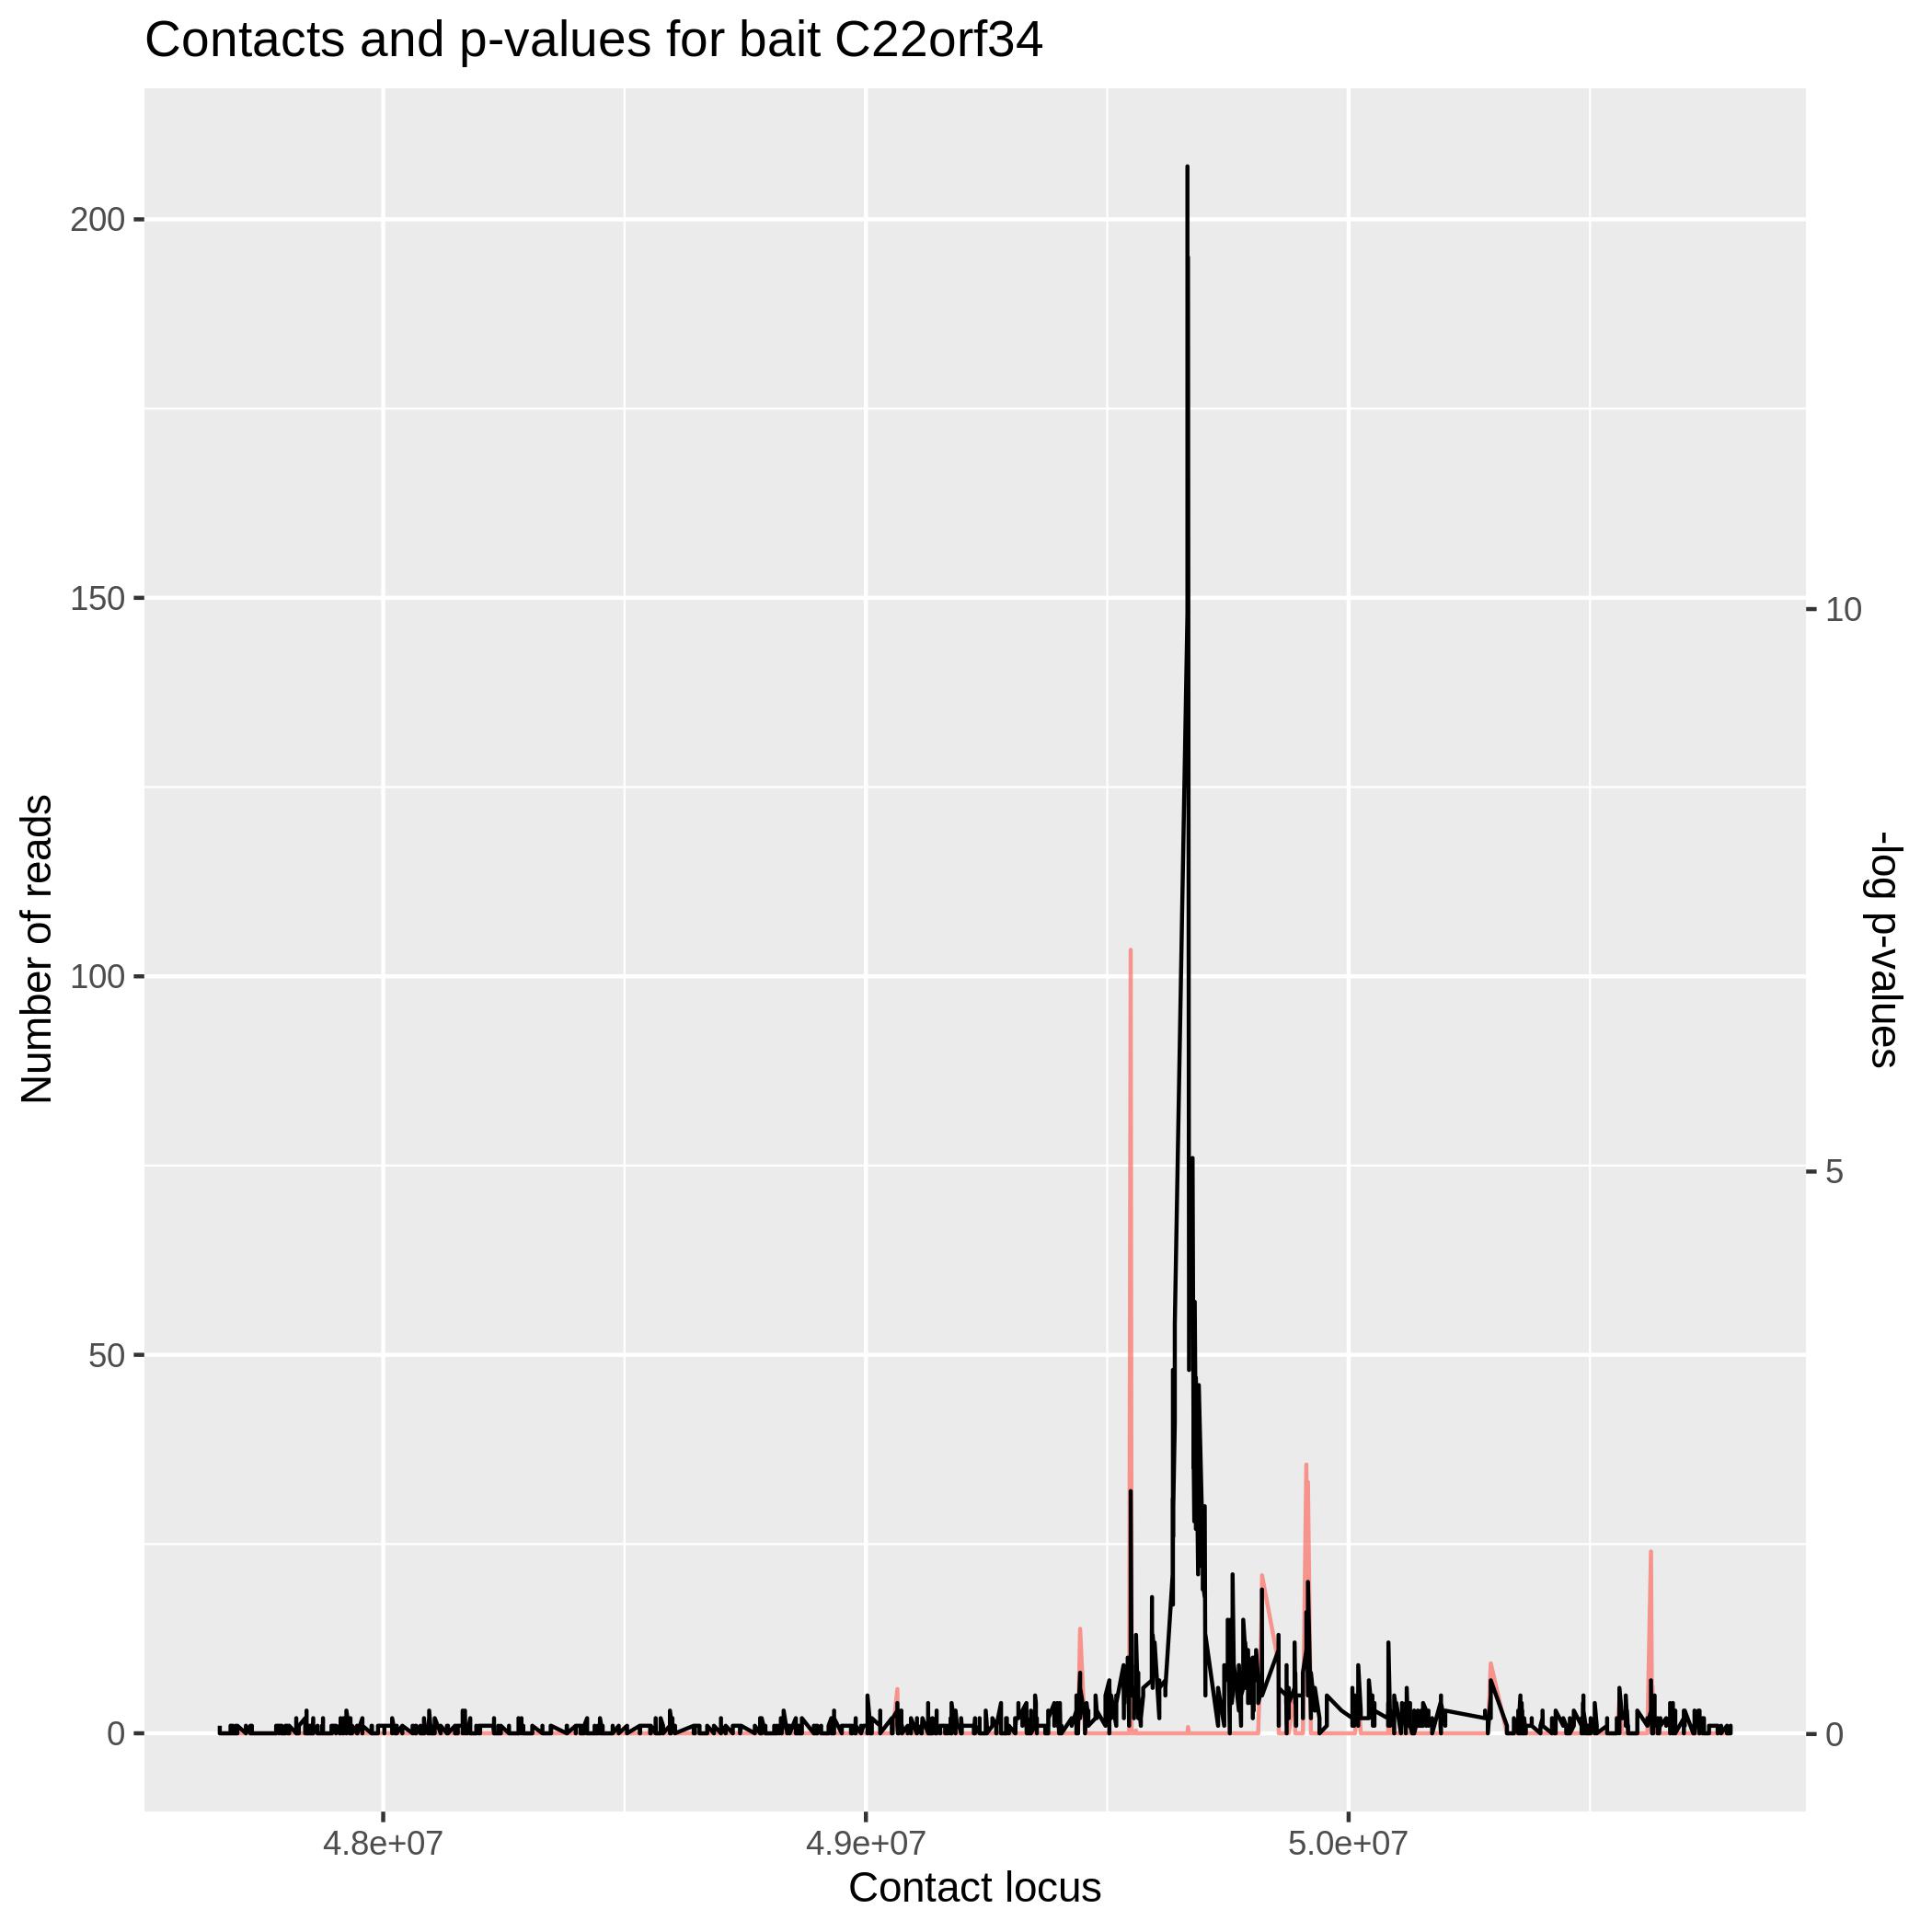 Contacts and p-values for bait C22orf34
200
150
100
50
0
10
5
0
Number of reads
-log p-values
4.8e+07
4.9e+07
5.0e+07
Contact locus